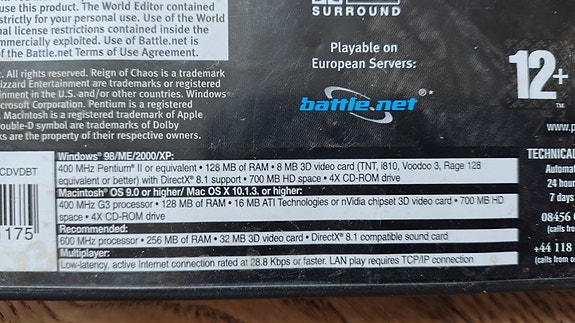 use this product. The World Editor contained
strictly for your personal use. Use of the World
nal license restrictions contained inside the
mmercially exploited. Use of Battle.net
of the Battle.net Terms of Use Agreement.
All rights reserved. Reign of Chaos is a trademark
lizzard Entertainment are trademarks or registered
ertainment in the U.S. and/or other countries. Windows
crosoft Corporation. Pentium is a registered
Macintosh is a registered trademark of Apple
ouble-D symbol are trademarks of Dolby
ks are the property of their respective owners.
SURROUND
Playable on
European Servers:
battle.net®
12+
™
CDVDBT
1175
Windows® 98/ME/2000/XP:
400 MHz Pentium® II or equivalent • 128 MB of RAM • 8 MB 3D video card (TNT, i810, Voodoo 3, Rage 128
equivalent or better) with DirectX® 8.1 support • 700 MB HD space • 4X CD-ROM drive
Macintosh® OS 9.0 or higher/ Mac OS X 10.1.3. or higher:
400 MHz G3 processor • 128 MB of RAM • 16 MB ATI Technologies or nVidia chipset 3D video card • 700 MB HD
space • 4X CD-ROM drive
Recommended:
600 MHz processor • 256 MB of RAM • 32 MB 3D video card • DirectX® 8.1 compatible sound card
Multiplayer:
Low-latency, active Internet connection rated at 28.8 Kbps or faster. LAN play requires TCP/IP connection
TECHNICAL
Automat
24 hour
7 days
08456
(calls from
+44 118
(calls from o